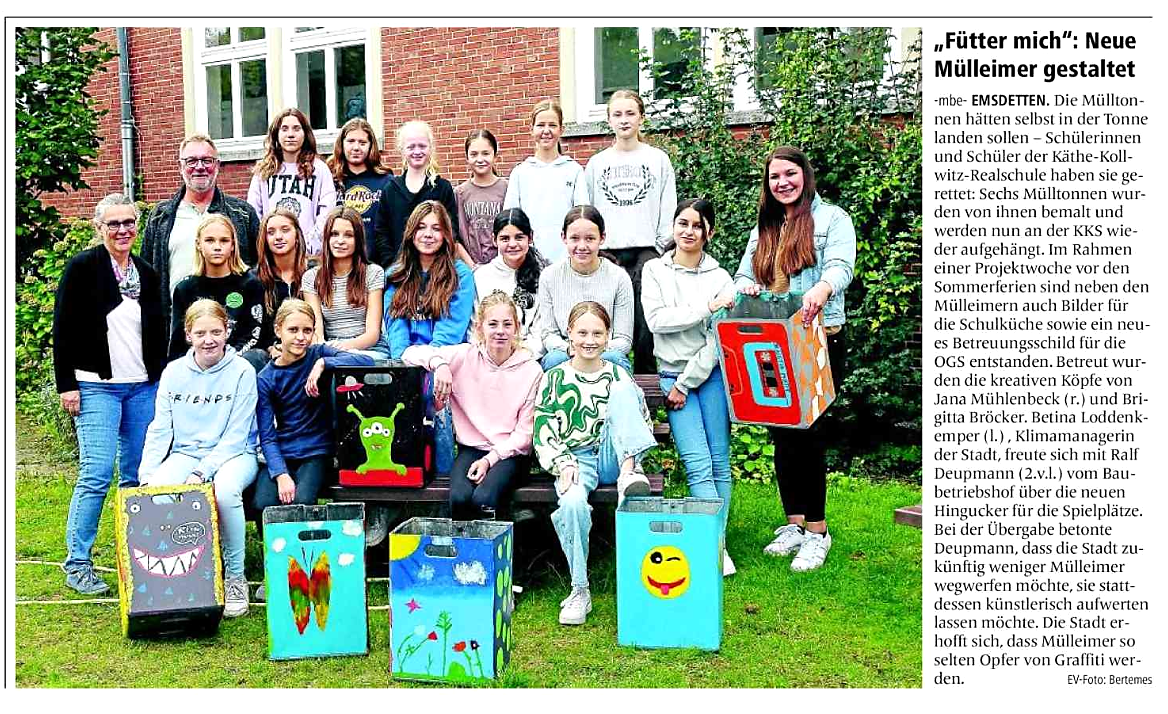 „Fütter mich“: Neue
Mülleimer gestaltet
-mbe- EMSDETTEN. Die Müllton-
nen hätten selbst in der Tonne
landen sollen – Schülerinnen
und Schüler der Käthe-Koll-
witz-Realschule haben sie ge-
rettet: Sechs Mülltonnen wur-
den von ihnen bemalt und
werden nun an der KKS wie-
der aufgehängt. Im Rahmen
einer Projektwoche vor den
Sommerferien sind neben den
Mülleimern auch Bilder für
die Schulküche sowie ein neu-
es Betreuungsschild für die
OGS entstanden. Betreut wur-
den die kreativen Köpfe von
Jana Mühlenbeck (r.) und Bri-
gitta Bröcker. Betina Loddenk-
emper (l.) , Klimamanagerin
der Stadt, freute sich mit Ralf
Deupmann (2.v.l.) vom Bau-
betriebshof über die neuen
Hingucker für die Spielplätze.
Bei der Übergabe betonte
Deupmann, dass die Stadt zu-
künftig weniger Mülleimer
wegwerfen möchte, sie statt-
dessen künstlerisch aufwerten
lassen möchte. Die Stadt er-
hofft sich, dass Mülleimer so
selten Opfer von Graffiti wer-
den.
EV-Foto: Bertemes
UTAH
Hard Rock
MONTANA
FRIENDS